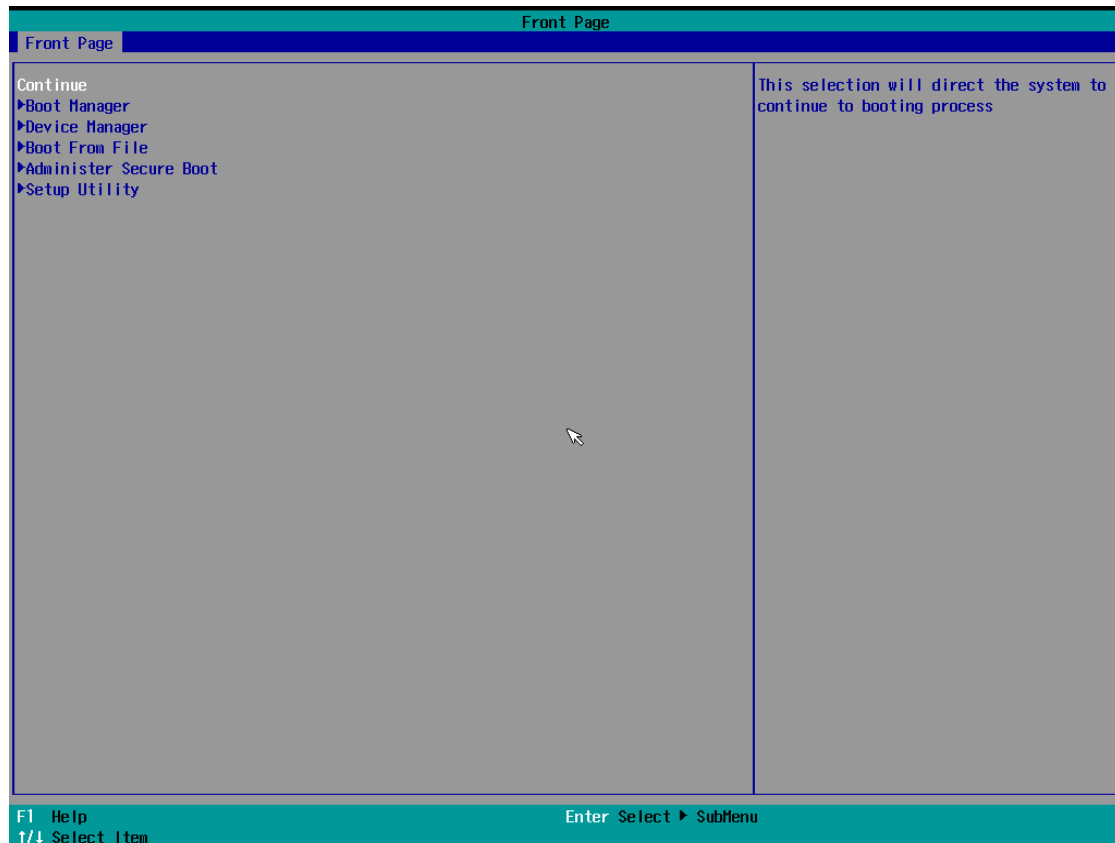 Front Page
Front Page
Continue
▶Boot Manager
▶Device Manager
▶Boot From File
▶Administer Secure Boot
▶Setup Utility
This selection will direct the system to
continue to booting process
F1 Help
Enter Select ▶ SubMenu
↑/↓ Select Item